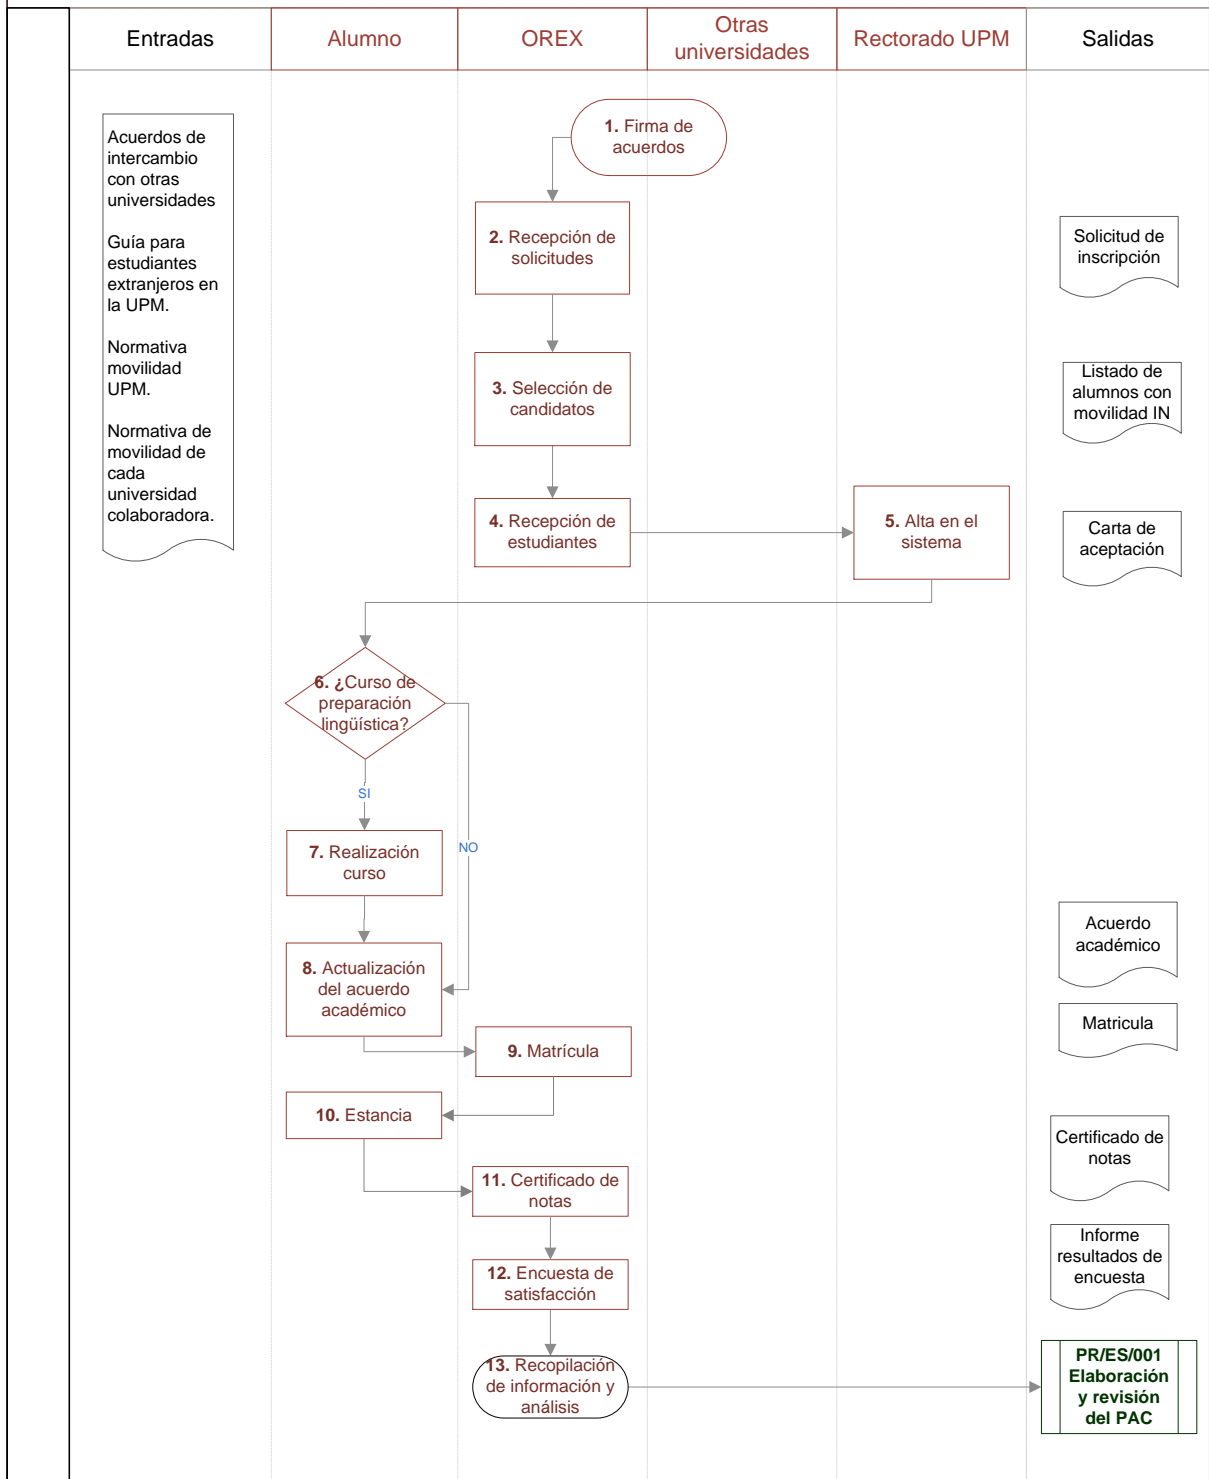 Entradas
Alumno
OREX
Otras
universidades
Rectorado UPM
Salidas
Acuerdos de
intercambio
con otras
universidades
Guía para
estudiantes
extranjeros en
la UPM.
Normativa
movilidad
UPM.
Normativa de
movilidad de
cada
universidad
colaboradora.
1. Firma de
acuerdos
2. Recepción de
solicitudes
Solicitud de
inscripción
3. Selección de
candidatos
Listado de
alumnos con
movilidad IN
4. Recepción de
estudiantes
5. Alta en el
sistema
Carta de
aceptación
6. ¿Curso de
preparación
lingüística?
SI
NO
7. Realización
curso
8. Actualización
del acuerdo
académico
Acuerdo
académico
9. Matrícula
Matricula
10. Estancia
11. Certificado de
notas
Certificado de
notas
12. Encuesta de
satisfacción
Informe
resultados de
encuesta
13. Recopilación
de información y
análisis
PR/ES/001
Elaboración
y revisión
del PAC